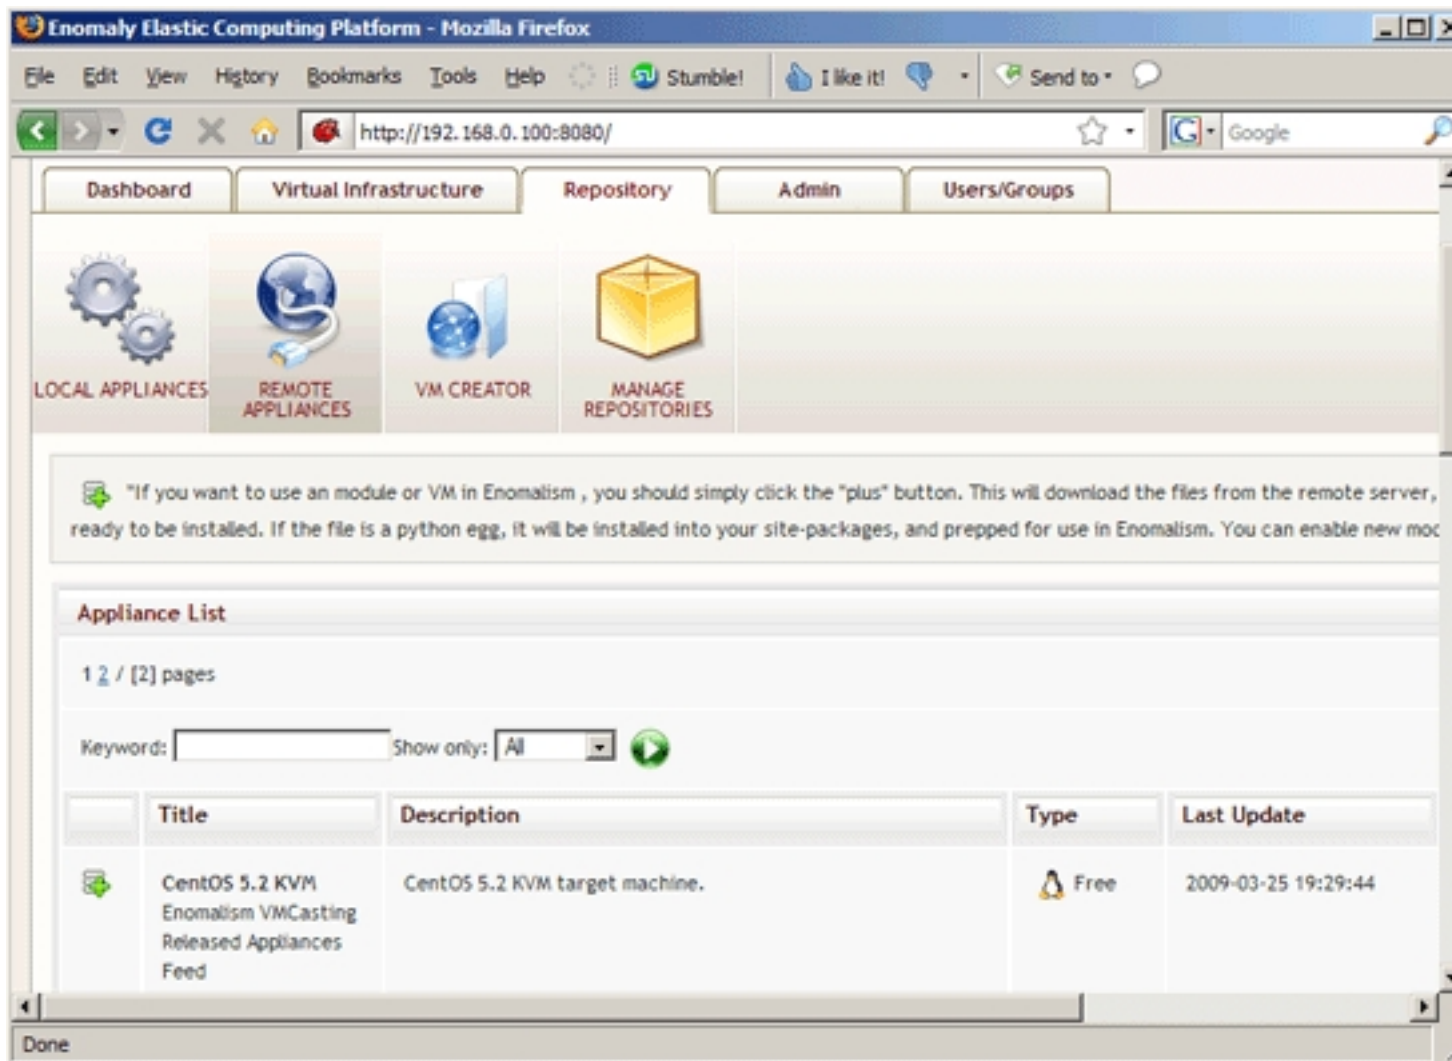 Enomaly Elastic Computing Platform - Mozilla Firefox
File Edit View History Bookmarks Tools Help Stumble! I like it! Send to
http://192.168.0.100:8080/ G Google
Dashboard Virtual Infrastructure Repository Admin Users/Groups
LOCAL APPLIANCES REMOTE APPLIANCES VM CREATOR MANAGE REPOSITORIES
"If you want to use an module or VM in Enomalism , you should simply click the "plus" button. This will download the files from the remote server,
ready to be installed. If the file is a python egg, it will be installed into your site-packages, and prepped for use in Enomalism. You can enable new
Appliance List
1 2 / [2] pages
Keyword: Show only: All
Title Description Type Last Update
CentOS 5.2 KVM CentOS 5.2 KVM target machine. Free 2009-03-25 19:29:44
Enomalism VMCasting
Released Appliances
Feed
Done